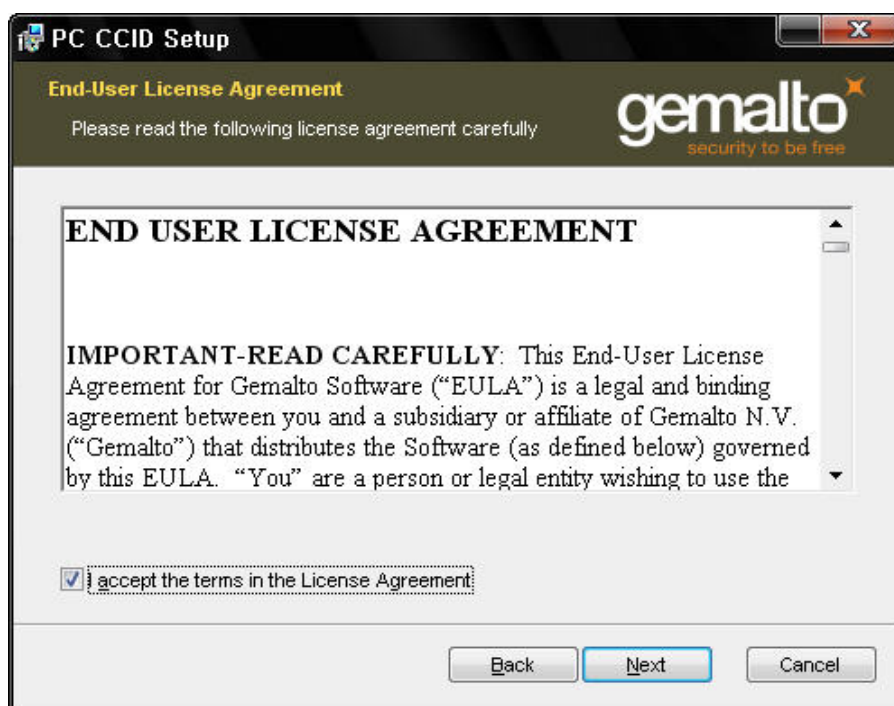 PC CCID Setup
End-User License Agreement
Please read the following license agreement carefully
gemalto
security to be free
END USER LICENSE AGREEMENT
IMPORTANT-READ CAREFULLY: This End-User License
Agreement for Gemalto Software (“EULA”) is a legal and binding
agreement between you and a subsidiary or affiliate of Gemalto N.V.
(“Gemalto”) that distributes the Software (as defined below) governed
by this EULA. “You” are a person or legal entity wishing to use the
I accept the terms in the License Agreement
Back Next Cancel